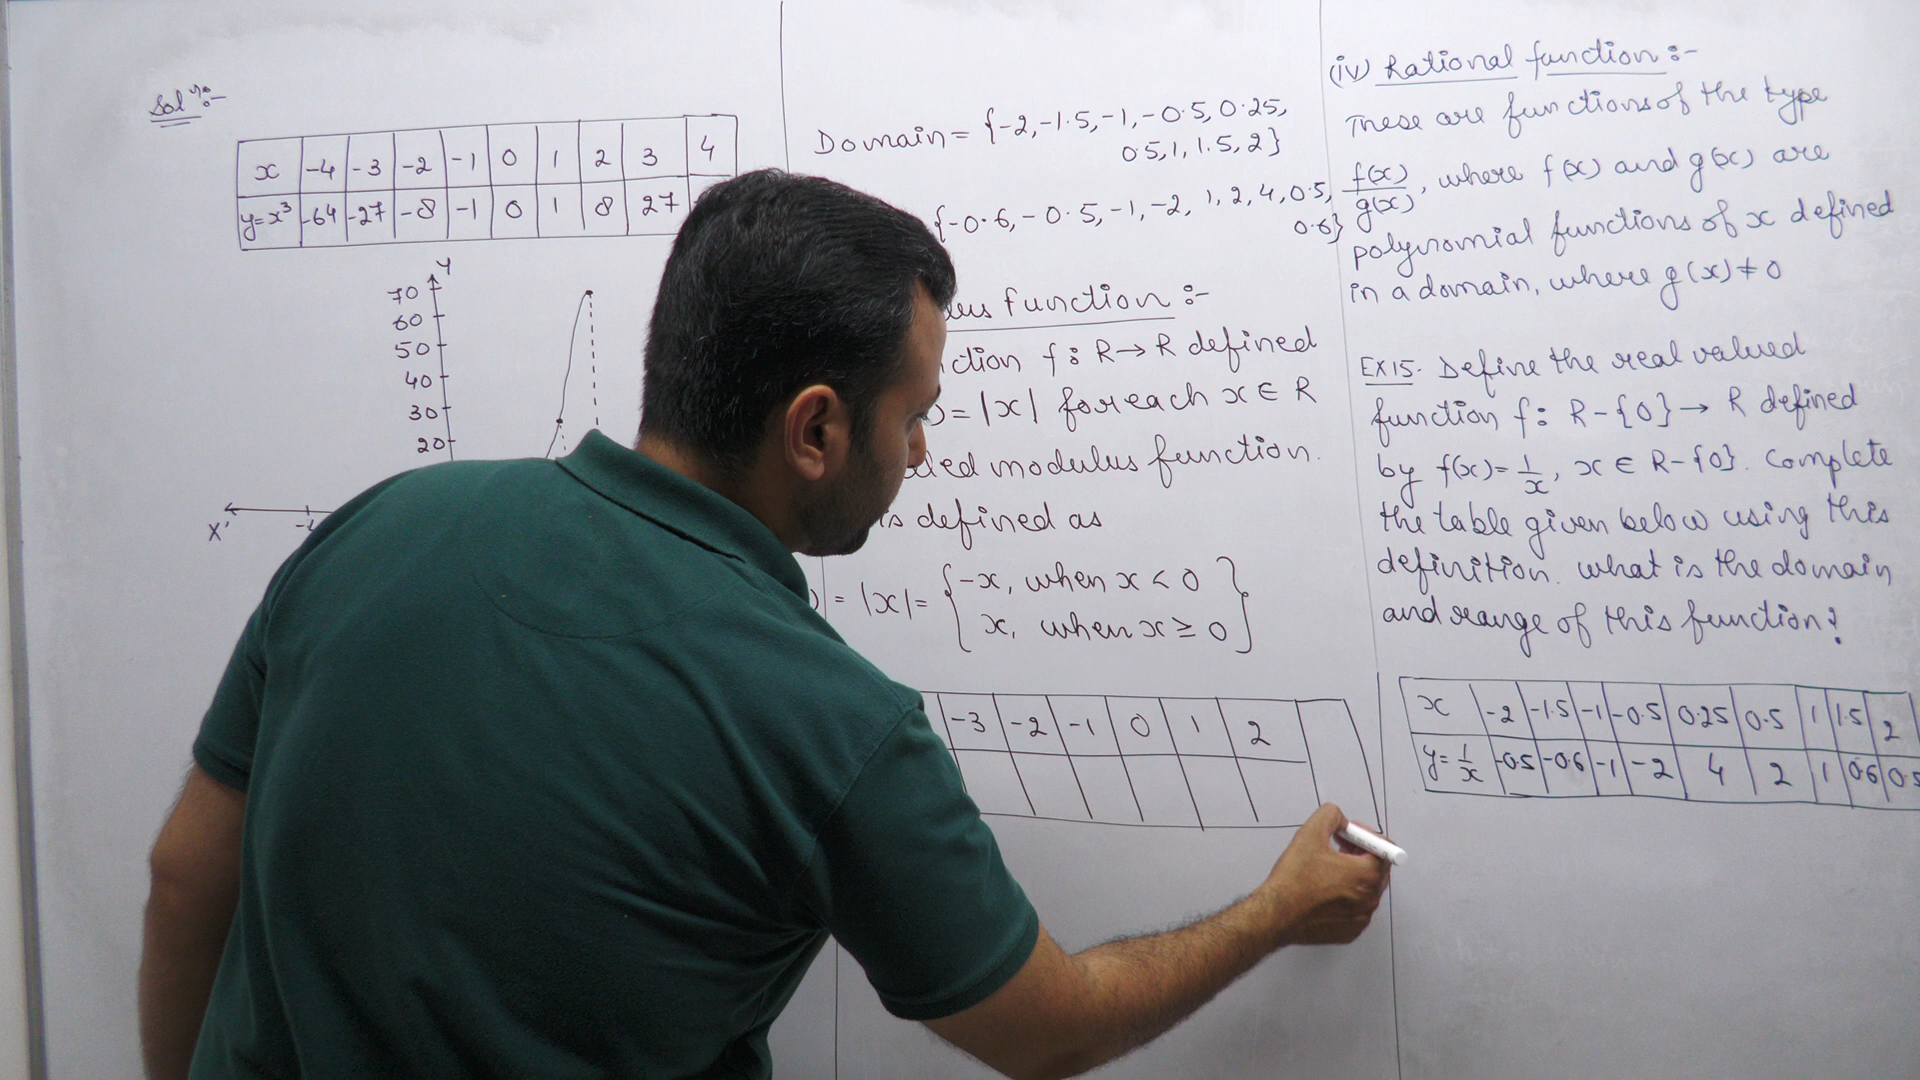 Solⁿ:-
x -4 -3 -2 -1 0 1 2 3 4
y=x³ -64 -27 -8 -1 0 1 8 27
Y
70
60
50
40
30
20
X'
Domain= {-2,-1.5,-1,-0.5,0.25,
0.5,1,1.5,2}
{-0.6,-0.5,-1,-2, 1,2,4,0.5,
0.6}
function :-
f: R→R defined
=|x| for each x∈R
modulus function.
is defined as
= |x|= {-x, when x<0
x, when x≥0}
-3 -2 -1 0 1 2
(iv) Rational function:-
These are functions of the type
f(x)/g(x), where f(x) and g(x) are
polynomial functions of x defined
in a domain, where g(x)≠0
EX15. Define the real valued
function f: R-{0}→ R defined
by f(x)=1/x, x∈R-{0}. Complete
the table given below using this
definition. what is the domain
and range of this function?
x -2 -1.5 -1 -0.5 0.25 0.5 1 1.5 2
y=1/x -0.5 -0.6 -1 -2 4 2 1 0.6 0.5